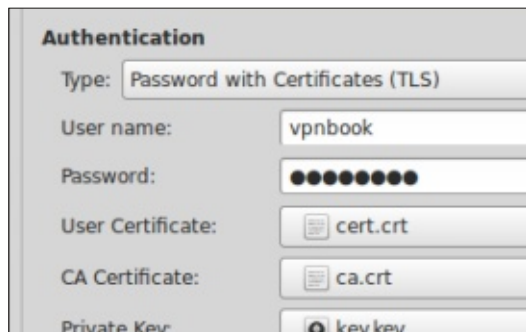 Authentication
Type: Password with Certificates (TLS)
User name: vpnbook
Password: ●●●●●●●●
User Certificate: cert.crt
CA Certificate: ca.crt
Private Key: key.key